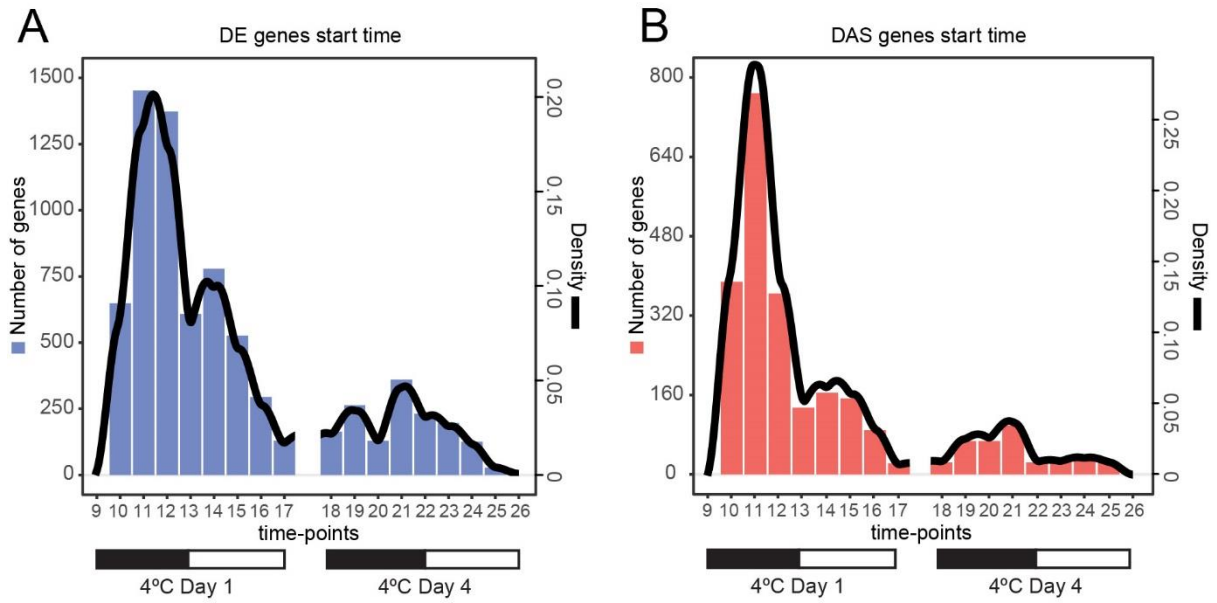 A
DE genes start time
Number of genes
1500
1250
1000
750
500
250
0
0.20
0.15
0.10
0.05
0
Density
9 10 11 12 13 14 15 16 17 18 19 20 21 22 23 24 25 26
time-points
4ºC Day 1
4ºC Day 4
B
DAS genes start time
Number of genes
800
640
480
320
160
0
0.25
0.20
0.15
0.10
0.05
0
Density
9 10 11 12 13 14 15 16 17 18 19 20 21 22 23 24 25 26
time-points
4ºC Day 1
4ºC Day 4